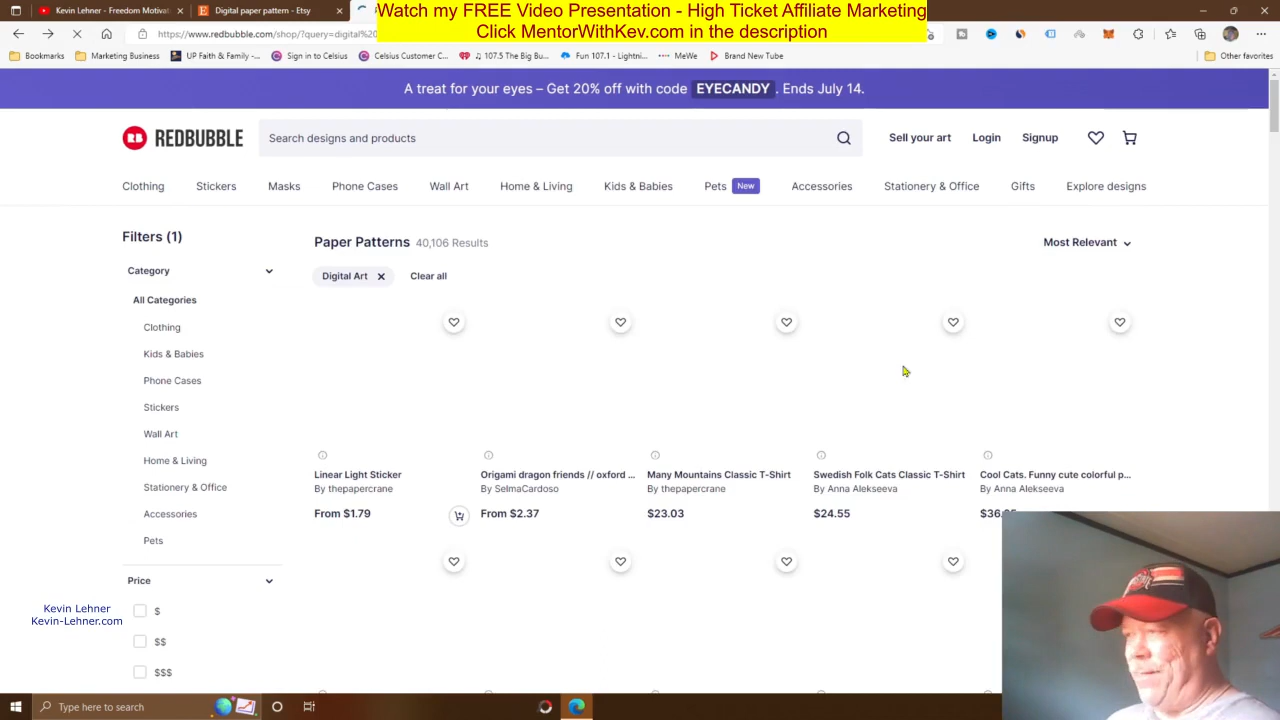 Watch my FREE Video Presentation - High Ticket Affiliate Marketing
Click MentorWithKev.com in the description
Kevin Lehnol - Freedom Motivat
Digital paper pattern - Etsy
https://www.redbubble.com/shop/?query=digital%20
Bookmarks
Marketing Business
UP Faith & Family -...
Sign in to Celsius
Celsius Customer C...
♫ 107.5 The Big Bu...
Fun 107.1 - Lightni...
MeWe
Brand New Tube
Other favorites
A treat for your eyes – Get 20% off with code EYECANDY. Ends July 14.
RB REDBUBBLE
Search designs and products
Sell your art
Login
Signup
Clothing
Stickers
Masks
Phone Cases
Wall Art
Home & Living
Kids & Babies
Pets New
Accessories
Stationery & Office
Gifts
Explore designs
Filters (1)
Paper Patterns 40,106 Results
Most Relevant
Category
Digital Art ×
Clear all
All Categories
Clothing
Kids & Babies
Phone Cases
Stickers
Wall Art
Home & Living
Stationery & Office
Accessories
Pets
Price
$
$$
$$$
Linear Light Sticker
By thepapercrane
From $1.79
Origami dragon friends // oxford ...
By SelmaCardoso
From $2.37
Many Mountains Classic T-Shirt
By thepapercrane
$23.03
Swedish Folk Cats Classic T-Shirt
By Anna Alekseeva
$24.55
Cool Cats. Funny cute colorful p...
By Anna Alekseeva
Kevin Lehner
Kevin-Lehner.com
Type here to search